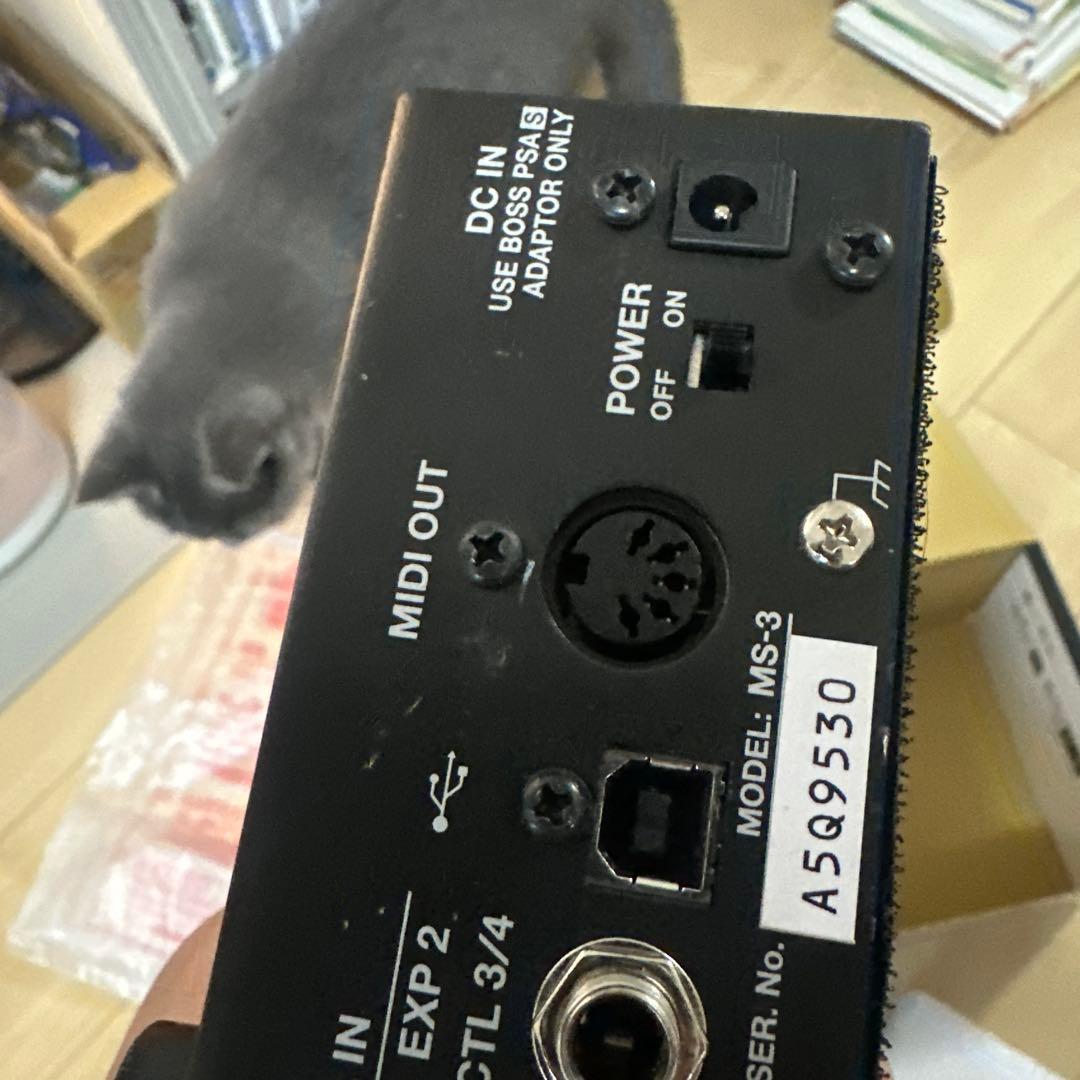 DC IN
USE BOSS PSA S
ADAPTOR ONLY
POWER
OFF ON
MIDI OUT
MODEL: MS-3
SER. No. A5Q9530
IN
EXP 2
CTL 3/4